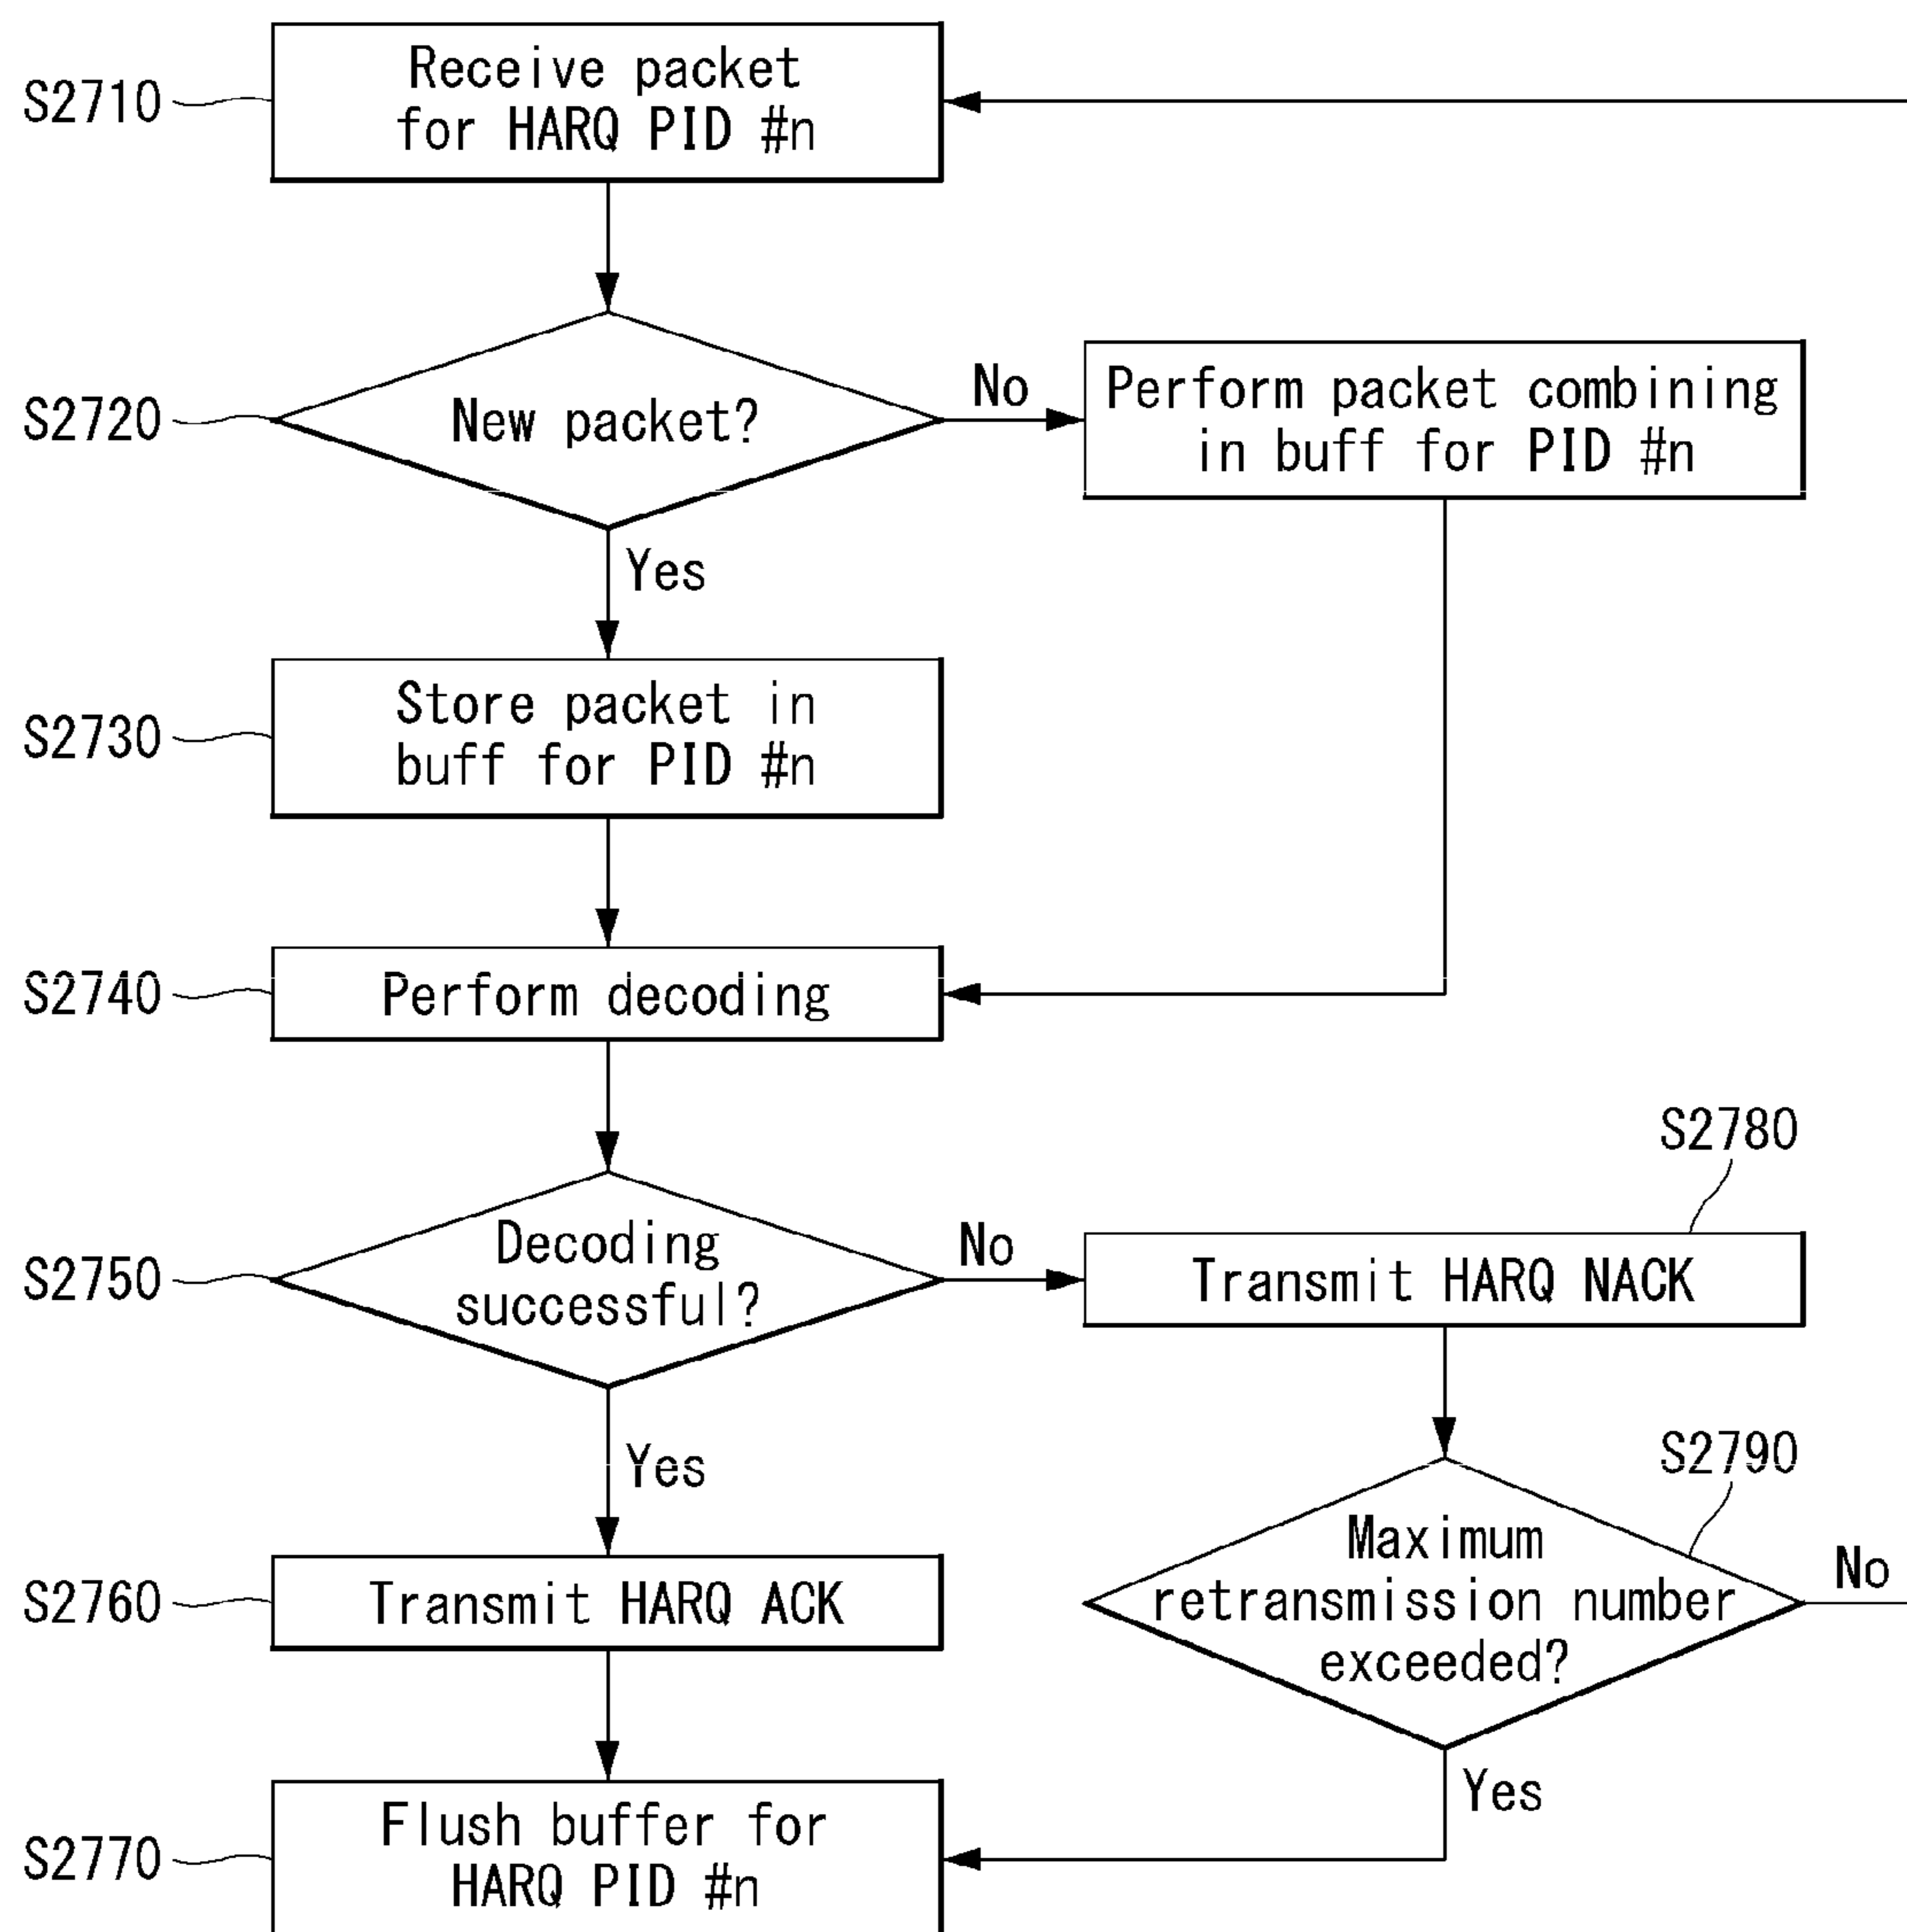 S2710
Receive packet
for HARQ PID #n
S2720
New packet?
No
Perform packet combining
in buff for PID #n
Yes
S2730
Store packet in
buff for PID #n
S2740
Perform decoding
S2750
Decoding
successful?
No
S2780
Transmit HARQ NACK
Yes
S2790
Maximum
retransmission number
exceeded?
No
S2760
Transmit HARQ ACK
Yes
S2770
Flush buffer for
HARQ PID #n